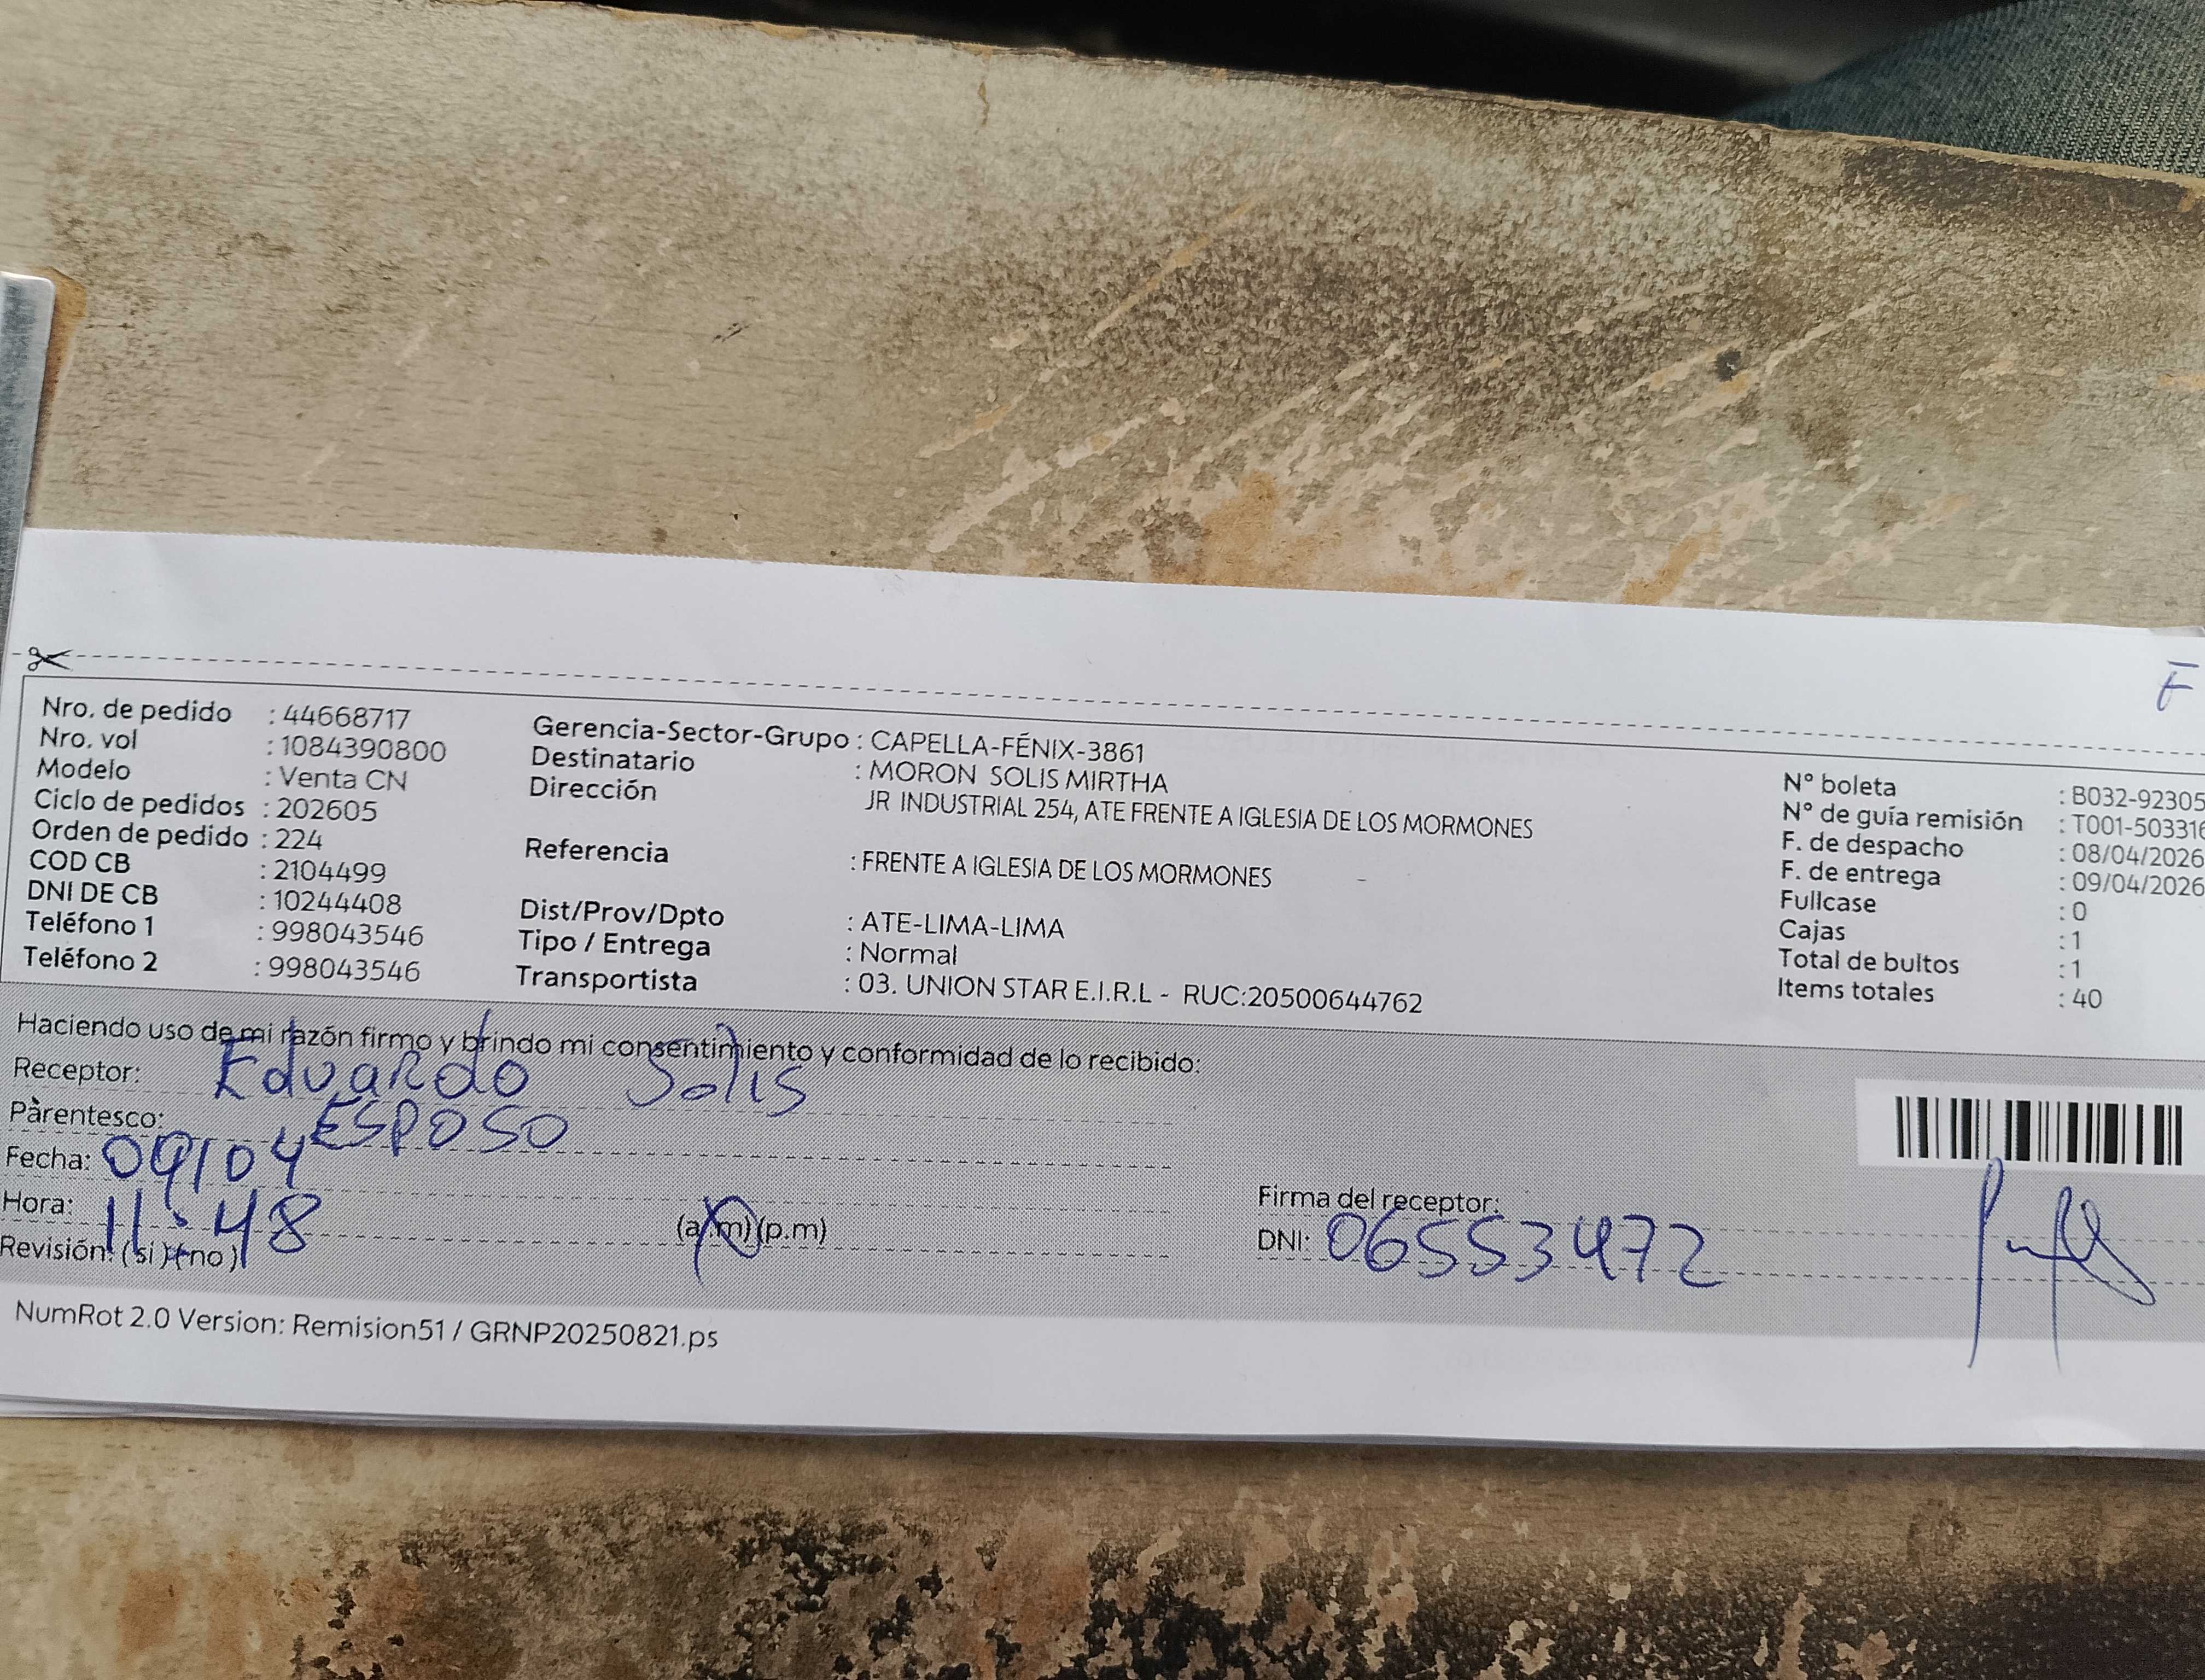 F
Nro. de pedido : 44668717
Nro. vol : 1084390800
Modelo : Venta CN
Ciclo de pedidos : 202605
Orden de pedido : 224
COD CB : 2104499
DNI DE CB : 10244408
Teléfono 1 : 998043546
Teléfono 2 : 998043546
Gerencia-Sector-Grupo : CAPELLA-FÉNIX-3861
Destinatario : MORON SOLIS MIRTHA
Dirección JR INDUSTRIAL 254, ATE FRENTE A IGLESIA DE LOS MORMONES
Referencia : FRENTE A IGLESIA DE LOS MORMONES
Dist/Prov/Dpto : ATE-LIMA-LIMA
Tipo / Entrega : Normal
Transportista : 03. UNION STAR E.I.R.L - RUC:20500644762
N° boleta : B032-92305
N° de guía remisión : T001-503316
F. de despacho : 08/04/2026
F. de entrega : 09/04/2026
Fullcase : 0
Cajas : 1
Total de bultos : 1
Items totales : 40
Haciendo uso de mi razón firmo y brindo mi consentimiento y conformidad de lo recibido:
Receptor: Eduardo Solis
Parentesco: ESPOSO
Fecha: 09/04
Hora: 11:48 (a.m)(p.m)
Revisión: (si) (no)
Firma del receptor:
DNI: 06553472
NumRot 2.0 Version: Remision51 / GRNP20250821.ps